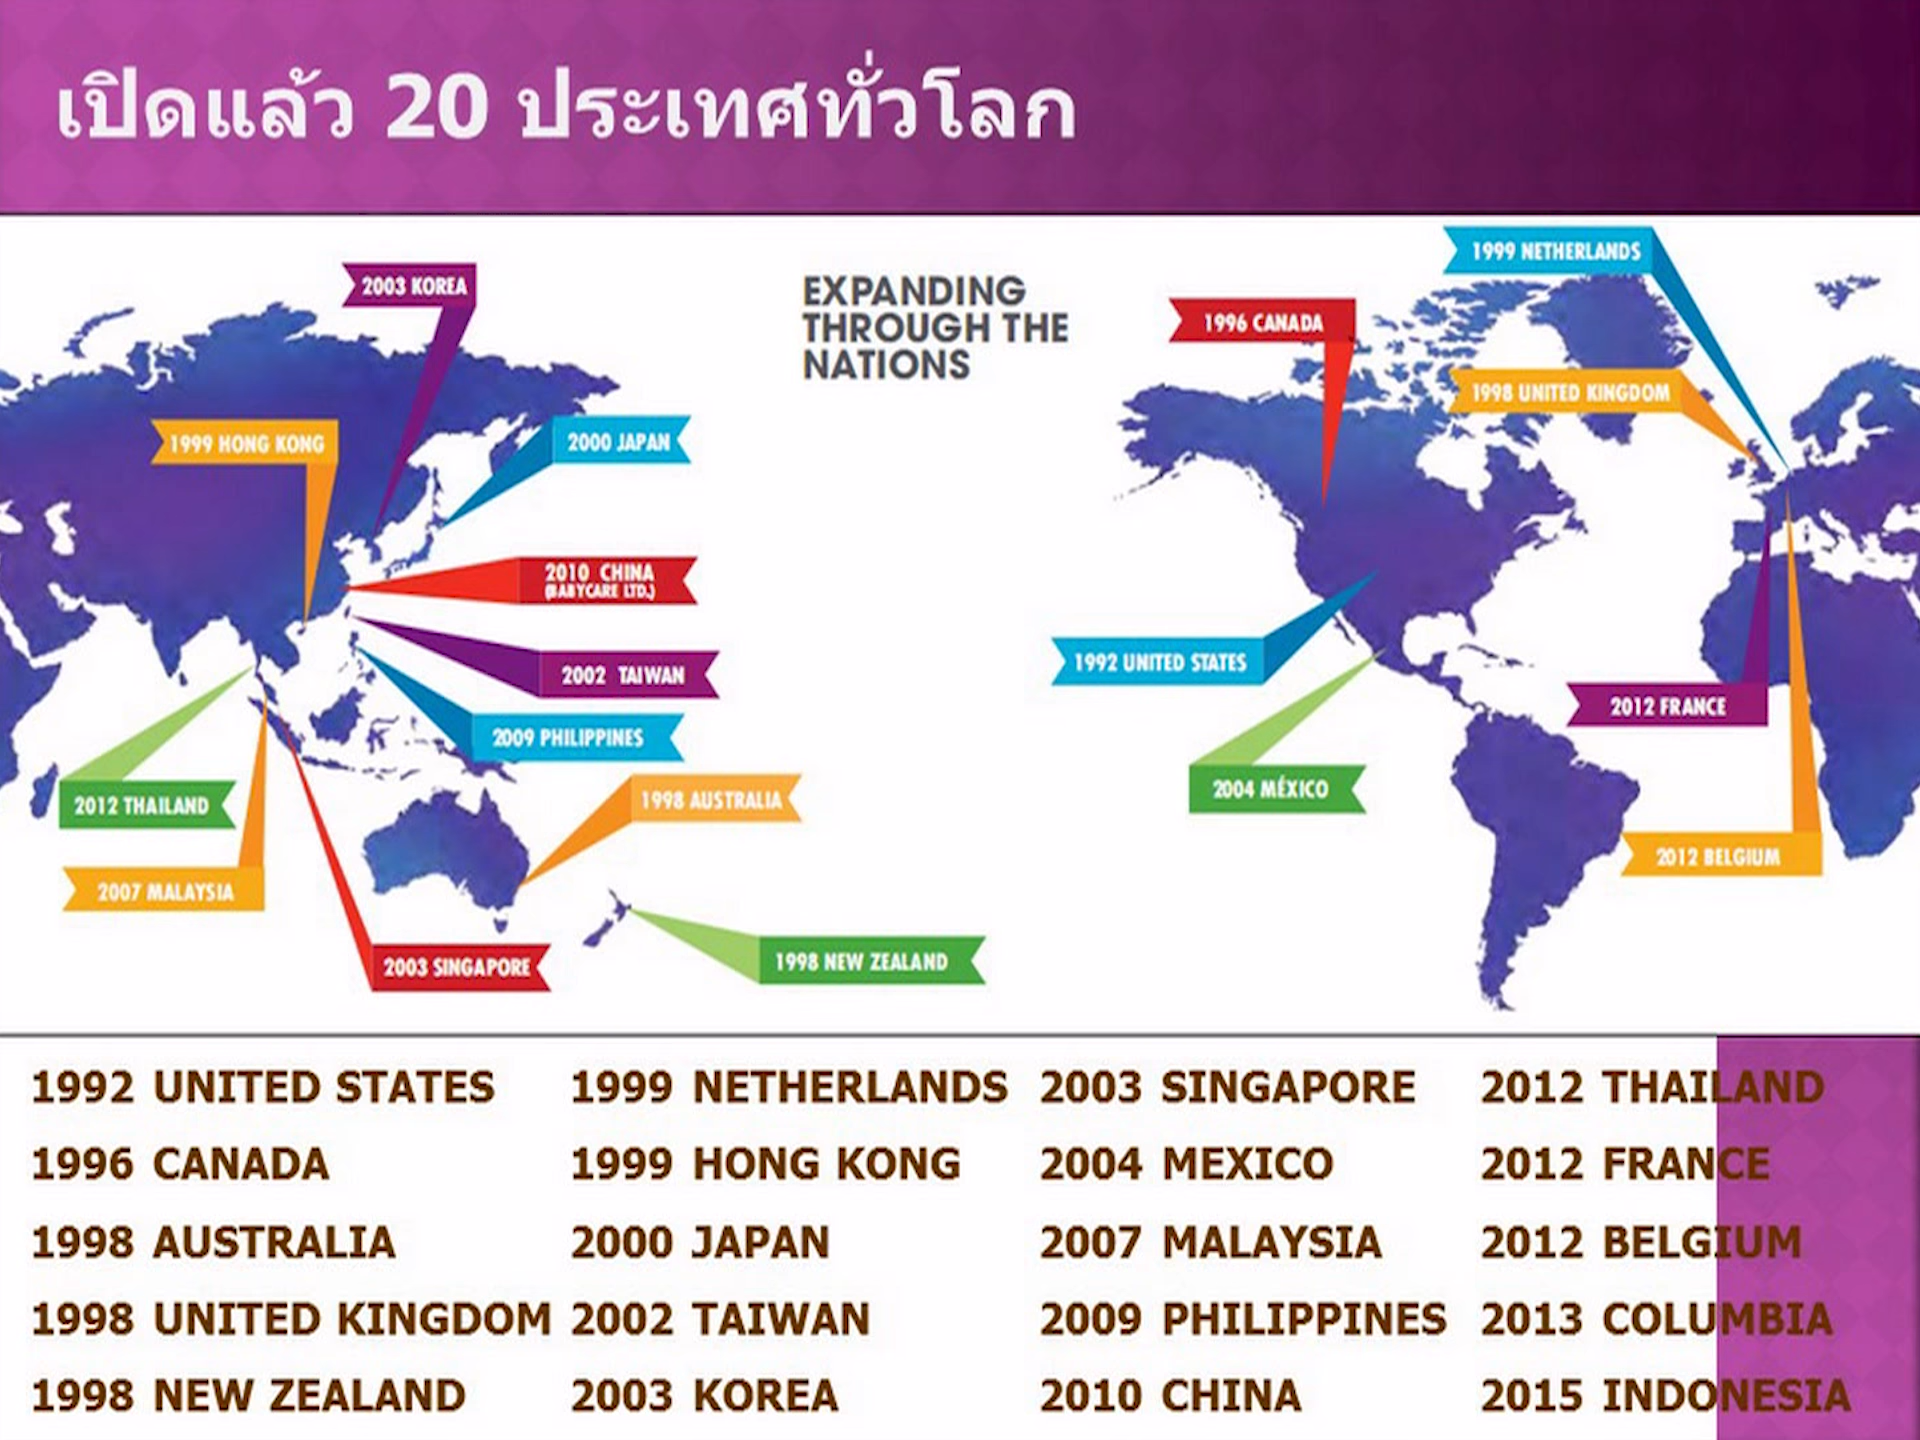 เปิดแล้ว 20 ประเทศทั่วโลก
EXPANDING
THROUGH THE
NATIONS
2003 KOREA
1999 HONG KONG
2000 JAPAN
2010 CHINA
(BABYCARE LTD.)
2002 TAIWAN
2009 PHILIPPINES
2012 THAILAND
1998 AUSTRALIA
2007 MALAYSIA
2003 SINGAPORE
1998 NEW ZEALAND
1999 NETHERLANDS
1996 CANADA
1998 UNITED KINGDOM
1992 UNITED STATES
2012 FRANCE
2004 MÉXICO
2012 BELGIUM
1992 UNITED STATES
1996 CANADA
1998 AUSTRALIA
1998 UNITED KINGDOM
1998 NEW ZEALAND
1999 NETHERLANDS
1999 HONG KONG
2000 JAPAN
2002 TAIWAN
2003 KOREA
2003 SINGAPORE
2004 MEXICO
2007 MALAYSIA
2009 PHILIPPINES
2010 CHINA
2012 THAILAND
2012 FRANCE
2012 BELGIUM
2013 COLUMBIA
2015 INDONESIA